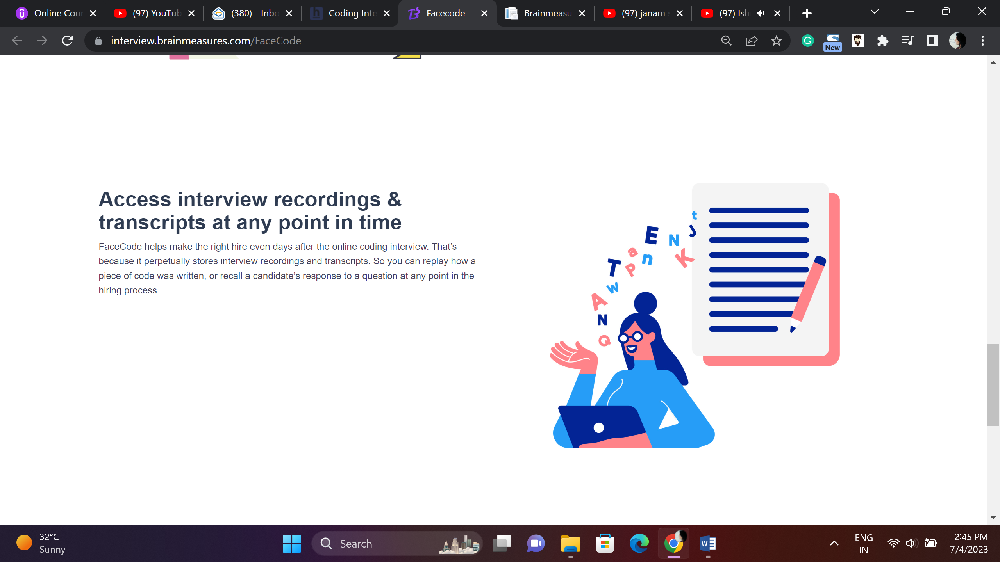 Online Cour
(97) YouTub
(380) - Inbo
Coding Inte
Facecode
Brainmeasu
(97) janam s
(97) Ish
interview.brainmeasures.com/FaceCode
New
Access interview recordings &
transcripts at any point in time
FaceCode helps make the right hire even days after the online coding interview. That’s
because it perpetually stores interview recordings and transcripts. So you can replay how a
piece of code was written, or recall a candidate’s response to a question at any point in the
hiring process.
t
E N J
a n K
T P
W
A
N
Q
32°C
Sunny
Search
ENG
IN
2:45 PM
7/4/2023